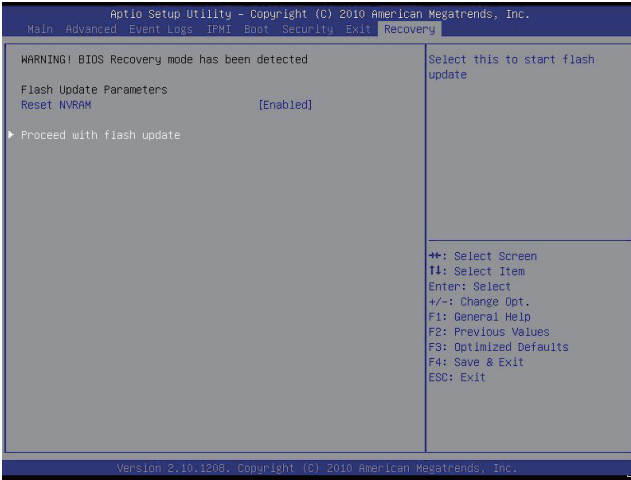 Aptio Setup Utility – Copyright (C) 2010 American Megatrends, Inc.
Main Advanced Event Logs IPMI Boot Security Exit Recovery
WARNING! BIOS Recovery mode has been detected
Flash Update Parameters
Reset NVRAM [Enabled]
Proceed with flash update
Select this to start flash
update
→←: Select Screen
↑↓: Select Item
Enter: Select
+/-: Change Opt.
F1: General Help
F2: Previous Values
F3: Optimized Defaults
F4: Save & Exit
ESC: Exit
Version 2.10.1208. Copyright (C) 2010 American Megatrends, Inc.